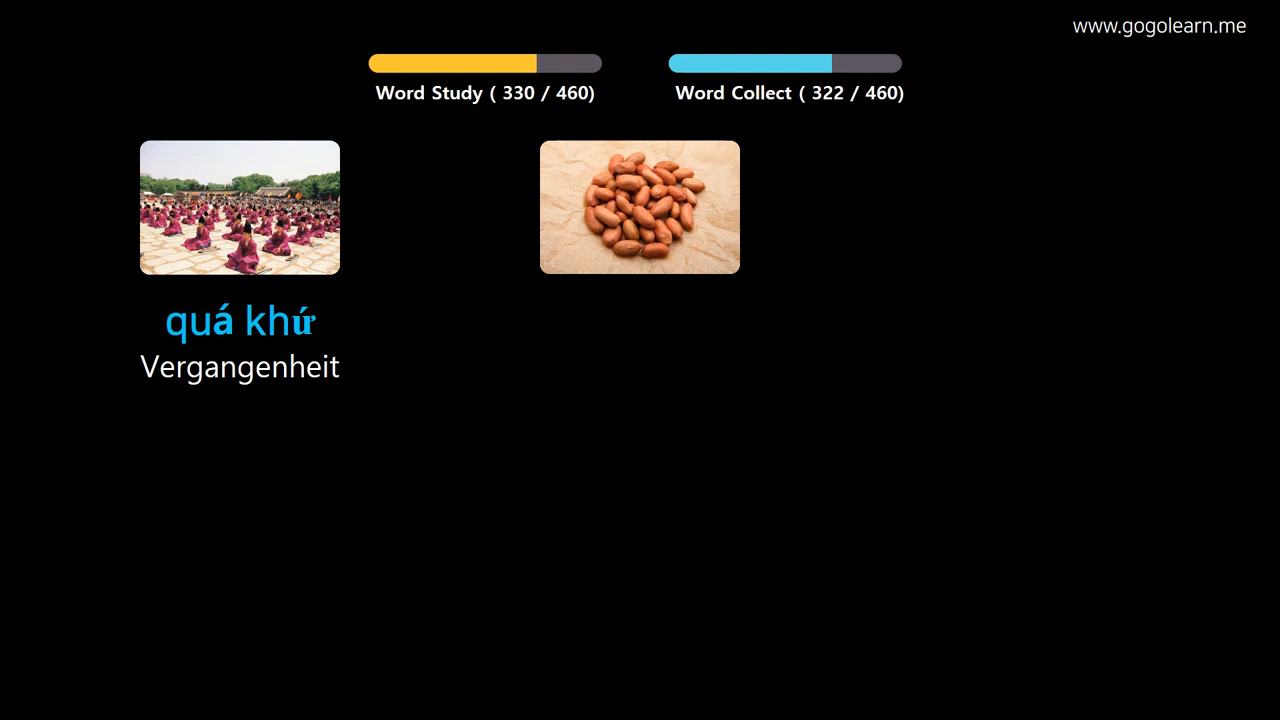 www.gogolearn.me
Word Study ( 330 / 460)
Word Collect ( 322 / 460)
quá khứ
Vergangenheit